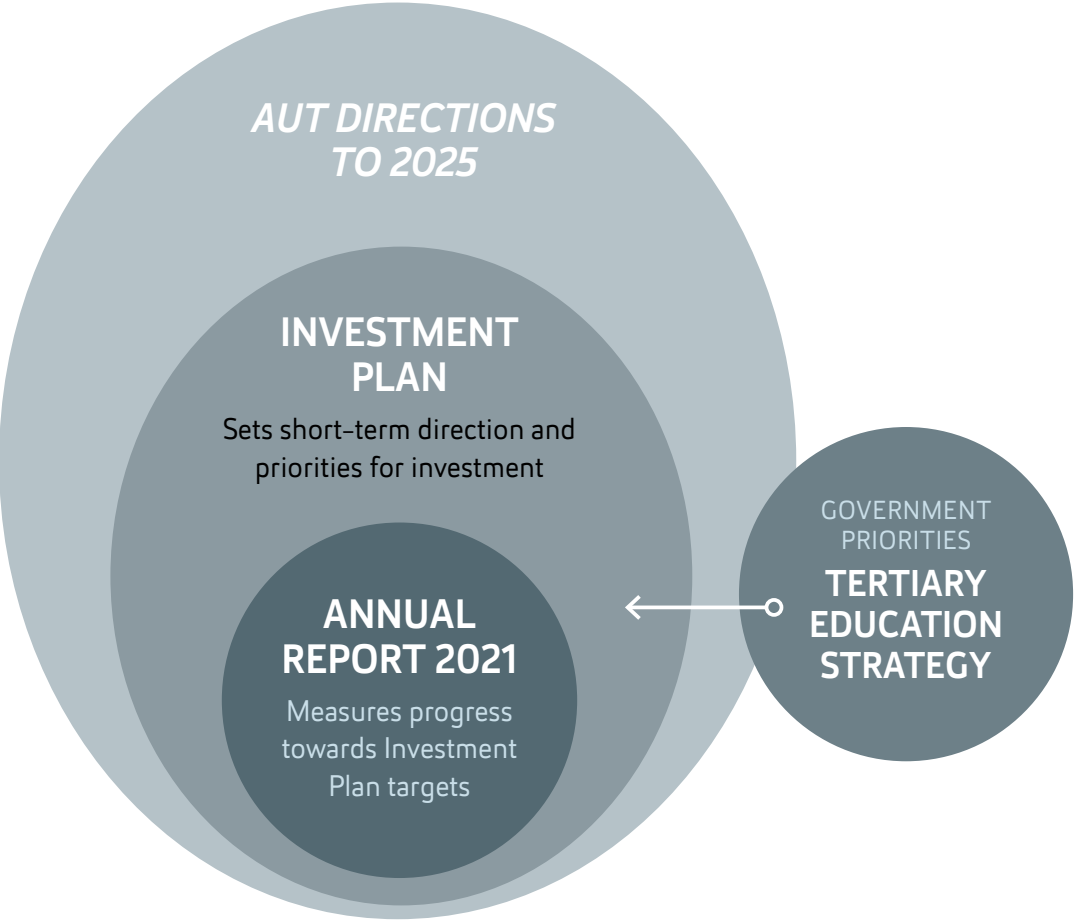 AUT DIRECTIONS
TO 2025
INVESTMENT
PLAN
Sets short-term direction and
priorities for investment
ANNUAL
REPORT 2021
Measures progress
towards Investment
Plan targets
GOVERNMENT
PRIORITIES
TERTIARY
EDUCATION
STRATEGY